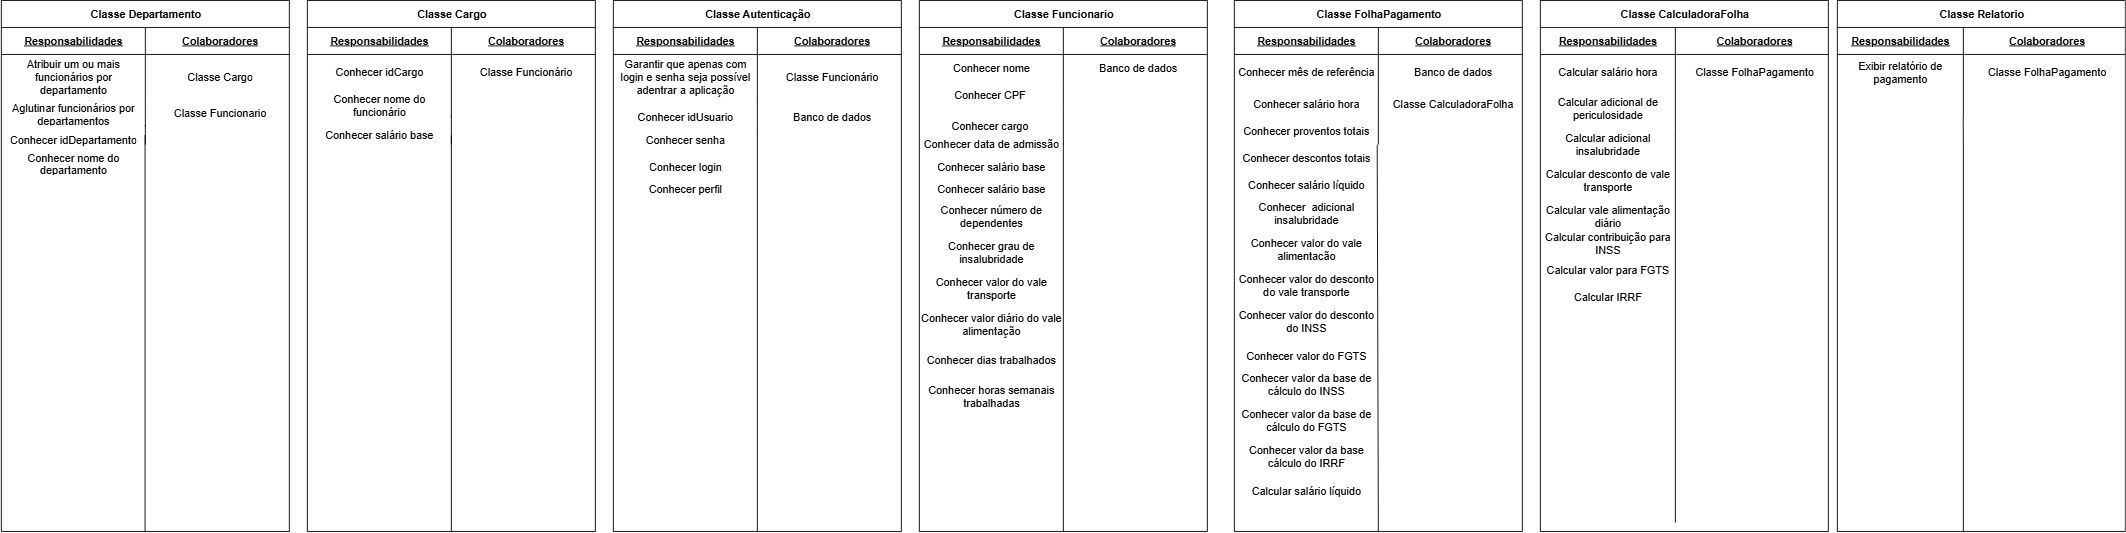 Classe Departamento
Responsabilidades
Colaboradores
Atribuir um ou mais
funcionários por
departamento
Classe Cargo
Aglutinar funcionários por
departamentos
Classe Funcionario
Conhecer idDepartamento
Conhecer nome do
departamento
Classe Cargo
Responsabilidades
Colaboradores
Conhecer idCargo
Classe Funcionário
Conhecer nome do
funcionário
Conhecer salário base
Classe Autenticação
Responsabilidades
Colaboradores
Garantir que apenas com
login e senha seja possível
adentrar a aplicação
Classe Funcionário
Conhecer idUsuario
Banco de dados
Conhecer senha
Conhecer login
Conhecer perfil
Classe Funcionario
Responsabilidades
Colaboradores
Conhecer nome
Banco de dados
Conhecer CPF
Conhecer cargo
Conhecer data de admissão
Conhecer salário base
Conhecer salário base
Conhecer número de
dependentes
Conhecer grau de
insalubridade
Conhecer valor do vale
transporte
Conhecer valor diário do vale
alimentação
Conhecer dias trabalhados
Conhecer horas semanais
trabalhadas
Classe FolhaPagamento
Responsabilidades
Colaboradores
Conhecer mês de referência
Banco de dados
Conhecer salário hora
Classe CalculadoraFolha
Conhecer proventos totais
Conhecer descontos totais
Conhecer salário líquido
Conhecer  adicional
insalubridade
Conhecer valor do vale
alimentacão
Conhecer valor do desconto
do vale transporte
Conhecer valor do desconto
do INSS
Conhecer valor do FGTS
Conhecer valor da base de
cálculo do INSS
Conhecer valor da base de
cálculo do FGTS
Conhecer valor da base
cálculo do IRRF
Calcular salário líquido
Classe CalculadoraFolha
Responsabilidades
Colaboradores
Calcular salário hora
Classe FolhaPagamento
Calcular adicional de
periculosidade
Calcular adicional
insalubridade
Calcular desconto de vale
transporte
Calcular vale alimentação
diário
Calcular contribuição para
INSS
Calcular valor para FGTS
Calcular IRRF
Classe Relatorio
Responsabilidades
Colaboradores
Exibir relatório de
pagamento
Classe FolhaPagamento